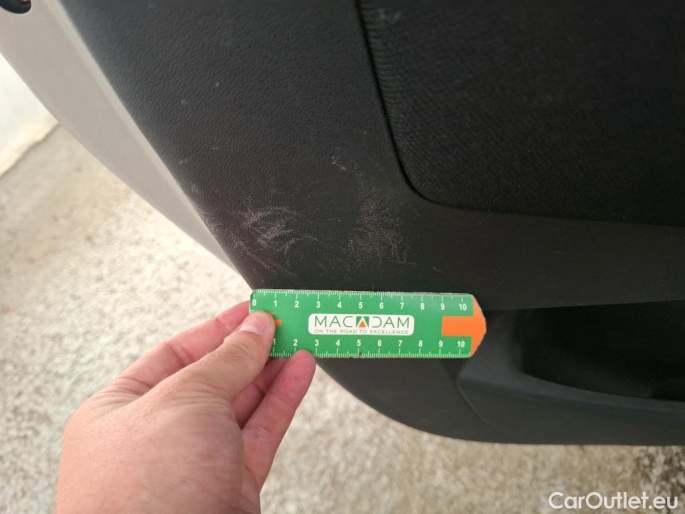 0 1 2 3 4 5 6 7 8 9 10
MACADAM
ON THE ROAD TO EXCELLENCE
1 2 3 4 5 6 7 8 9 10
CarOutlet.eu